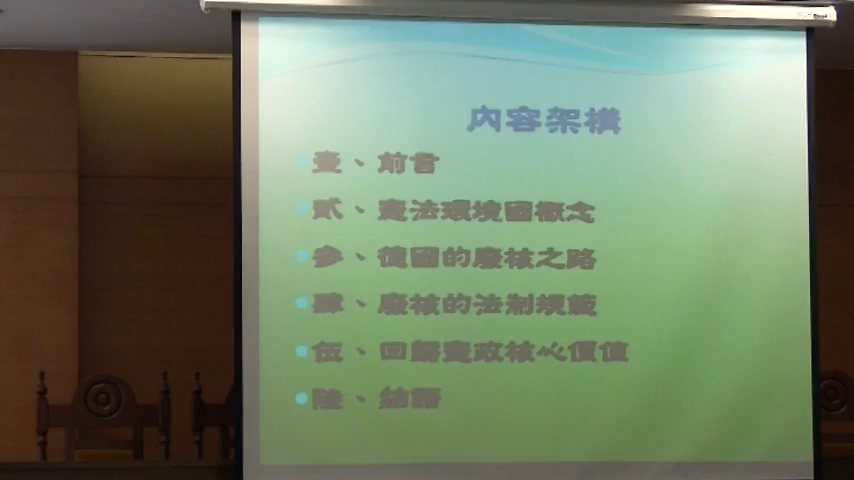 內容架構
壹、前言
貳、憲法環境國概念
參、德國的廢核之路
肆、廢核的法制規範
伍、回歸憲政核心價值
陸、結語